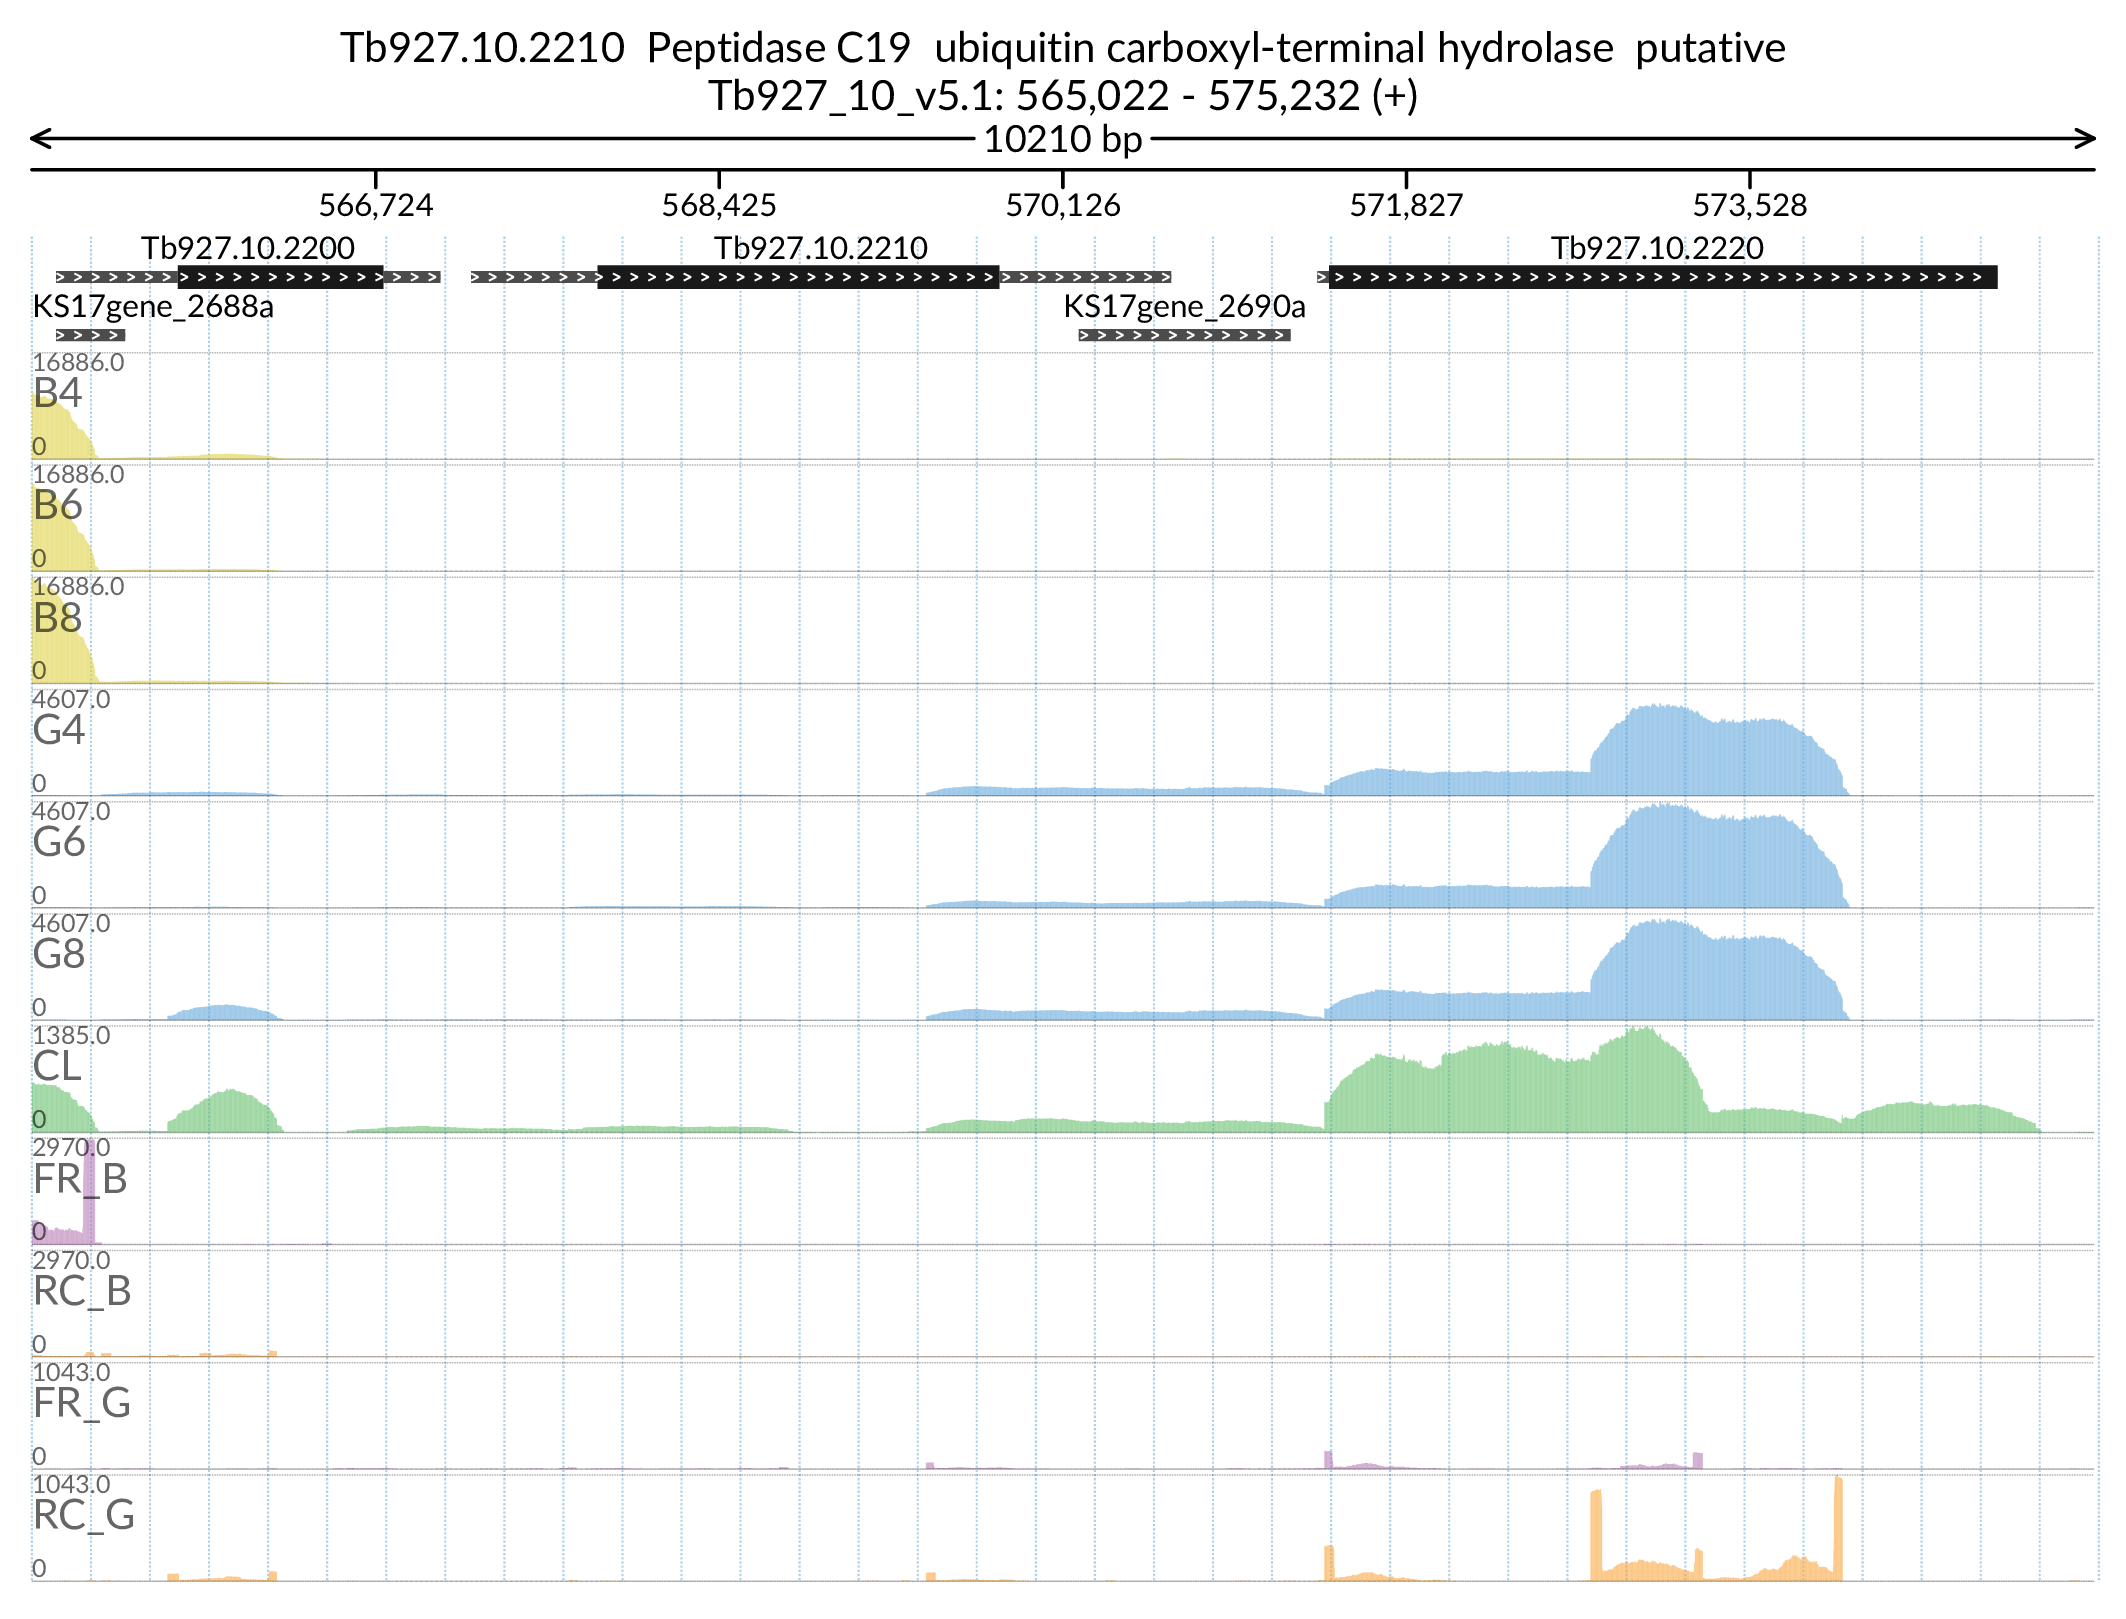 Tb927.10.2210  Peptidase C19  ubiquitin carboxyl-terminal hydrolase  putative
Tb927_10_v5.1: 565,022 - 575,232 (+)
10210 bp
566,724 568,425 570,126 571,827 573,528
Tb927.10.2200 Tb927.10.2210 Tb927.10.2220
KS17gene_2688a KS17gene_2690a
16886.0
B4
0
16886.0
B6
0
16886.0
B8
0
4607.0
G4
0
4607.0
G6
0
4607.0
G8
0
1385.0
CL
0
2970.0
FR_B
0
2970.0
RC_B
0
1043.0
FR_G
0
1043.0
RC_G
0